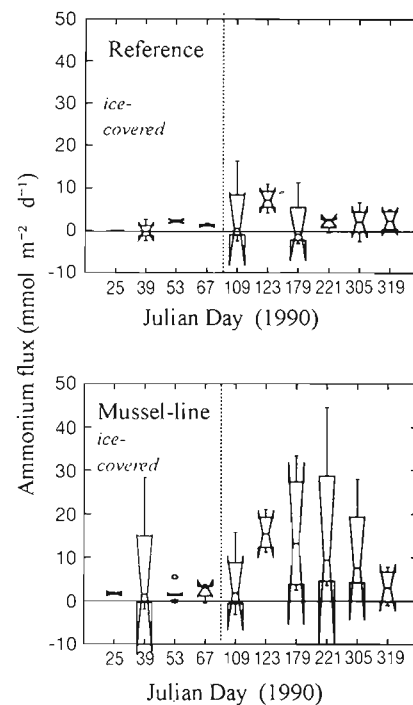 50
Reference
40
ice-
covered
30
20
10
0
-10
25 39 53 67 109 123 179 221 305 319
Julian Day (1990)
Ammonium flux (mmol m⁻² d⁻¹)
50
Mussel-line
40
ice-
covered
30
20
10
0
-10
25 39 53 67 109 123 179 221 305 319
Julian Day (1990)